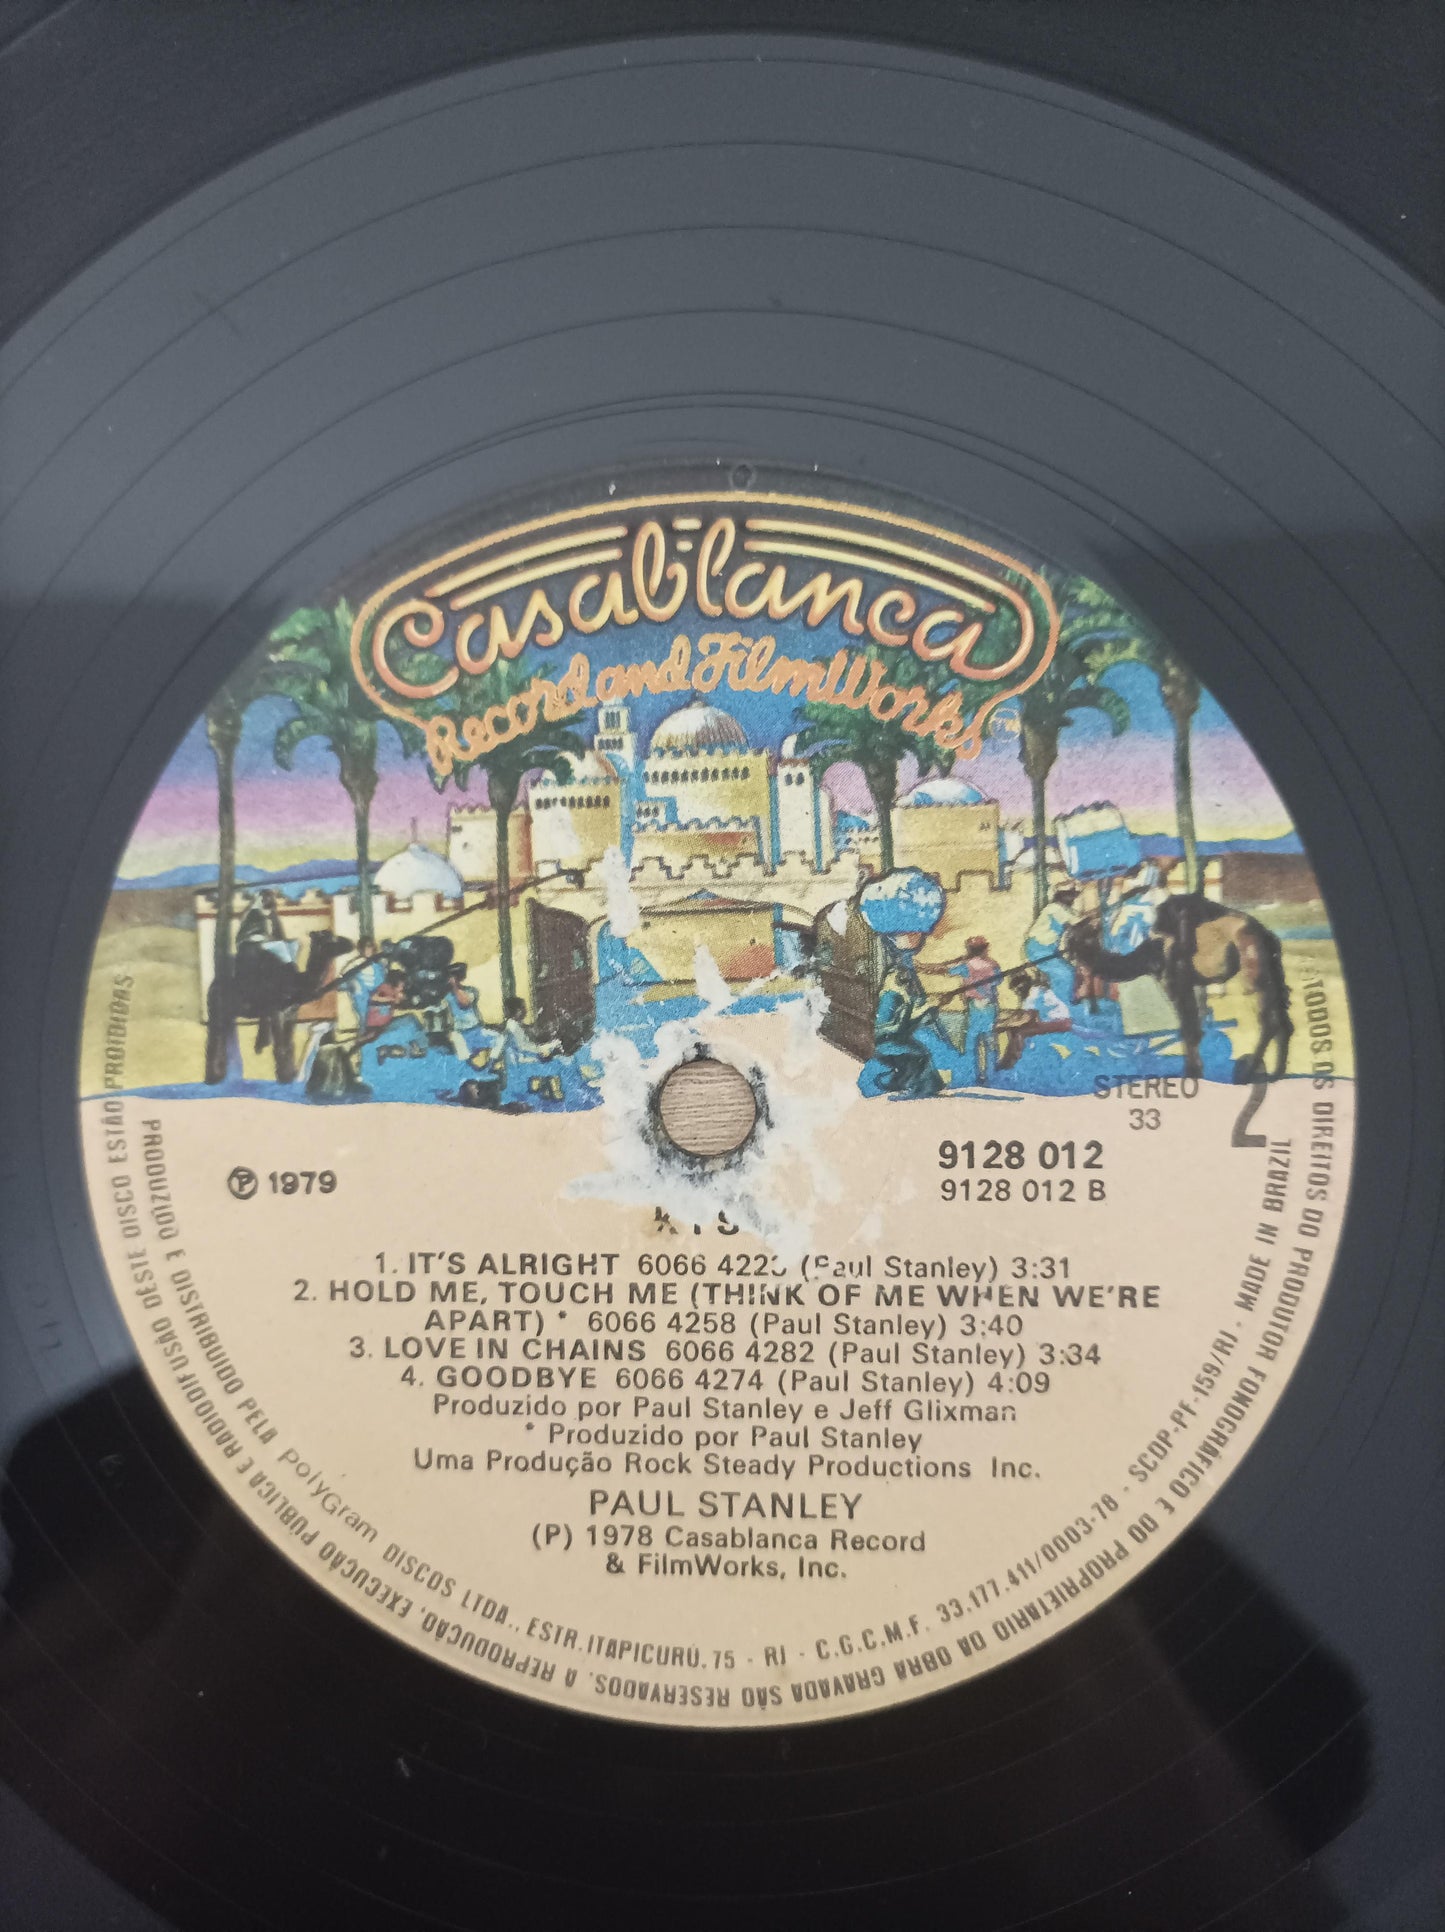 Casablanca
Record and FilmWorks
STEREO
33
2
℗ 1979
9128 012
9128 012 B
1. IT'S ALRIGHT 6066 (Paul Stanley) 3:31
2. HOLD ME, TOUCH ME (THINK OF ME WHEN WE'RE
APART) * 6066 4258 (Paul Stanley) 3:40
3. LOVE IN CHAINS 6066 4282 (Paul Stanley) 3:34
4. GOODBYE 6066 4274 (Paul Stanley) 4:09
Produzido por Paul Stanley e Jeff Glixman
* Produzido por Paul Stanley
Uma Produção Rock Steady Productions Inc.
PAUL STANLEY
(P) 1978 Casablanca Record
& FilmWorks, Inc.
PRODUZIDO E DISTRIBUIDO PELA PolyGram DISCOS LTDA., ESTR. ITAPICURÚ, 75 - RJ - C.G.C.M.F. 33.177.411/0003-78 - SCDP-PF-159/RJ - MADE IN BRAZIL
TODOS OS DIREITOS DO PRODUTOR FONOGRÁFICO E DO PROPRIETÁRIO DA OBRA GRAVADA SÃO RESERVADOS. A REPRODUÇÃO, EXECUÇÃO PÚBLICA E RADIODIFUSÃO DESTE DISCO ESTÃO PROIBIDAS